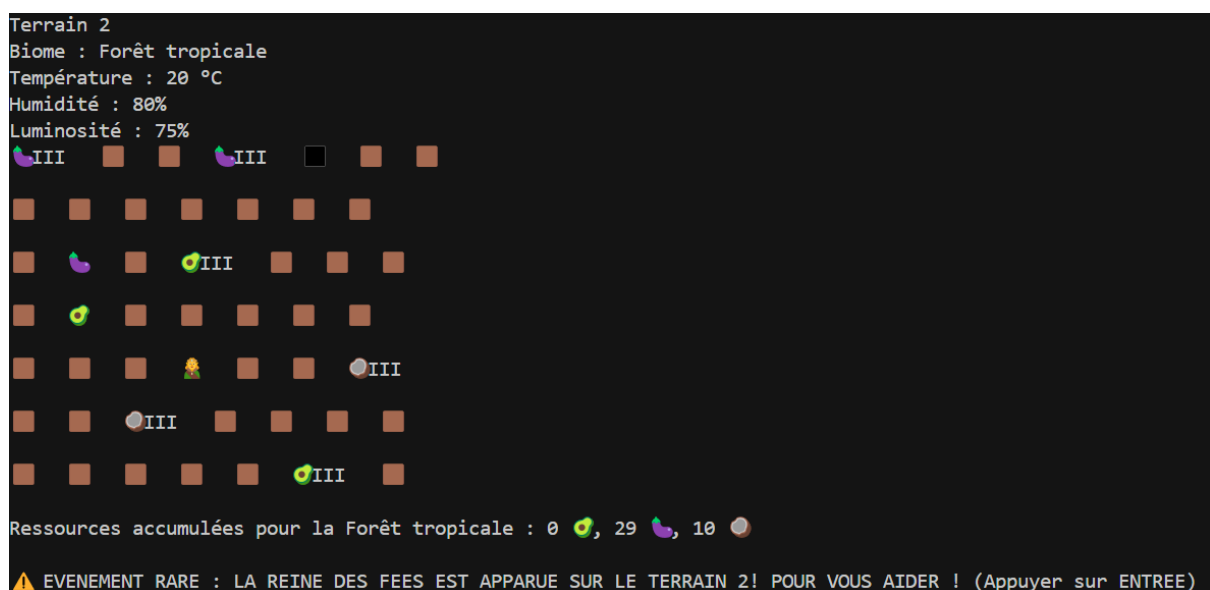 Terrain 2
Biome : Forêt tropicale
Température : 20 °C
Humidité : 80%
Luminosité : 75%
🍆III 🟫 🟫 🍆III ⬛ 🟫 🟫
🟫 🟫 🟫 🟫 🟫 🟫 🟫
🟫 🍆 🟫 🥑III 🟫 🟫 🟫
🟫 🥑 🟫 🟫 🟫 🟫 🟫
🟫 🟫 🟫 🧝 🟫 🟫 🥥III
🟫 🟫 🥥III 🟫 🟫 🟫 🟫
🟫 🟫 🟫 🟫 🟫 🥑III 🟫
Ressources accumulées pour la Forêt tropicale : 0 🥑, 29 🍆, 10 🥥
⚠️ EVENEMENT RARE : LA REINE DES FEES EST APPARUE SUR LE TERRAIN 2! POUR VOUS AIDER ! (Appuyer sur ENTREE)